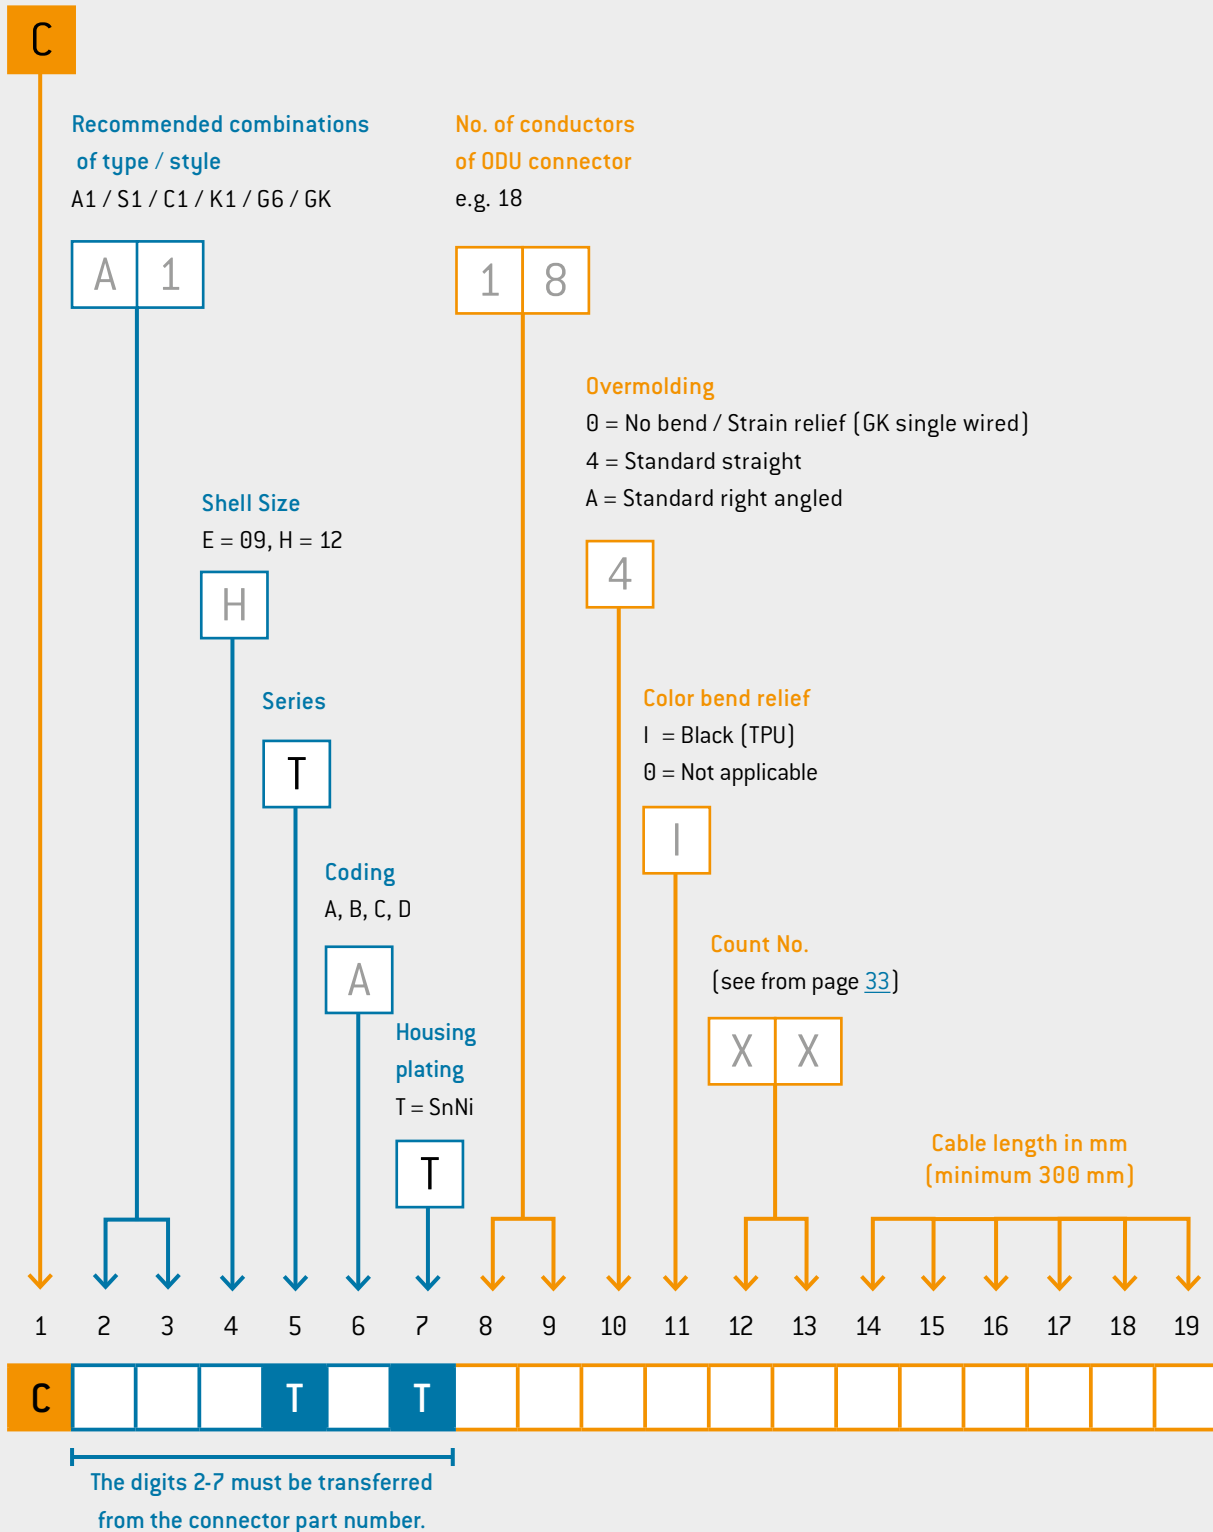 C
Recommended combinations
of type / style
A1 / S1 / C1 / K1 / G6 / GK
A 1
No. of conductors
of ODU connector
e.g. 18
1 8
Overmolding
0 = No bend / Strain relief (GK single wired)
4 = Standard straight
A = Standard right angled
4
Shell Size
E = 09, H = 12
H
Series
T
Color bend relief
I = Black (TPU)
0 = Not applicable
I
Coding
A, B, C, D
A
Count No.
(see from page 33)
X X
Housing
plating
T = SnNi
T
Cable length in mm
(minimum 300 mm)
1 2 3 4 5 6 7 8 9 10 11 12 13 14 15 16 17 18 19
C T T
The digits 2-7 must be transferred
from the connector part number.